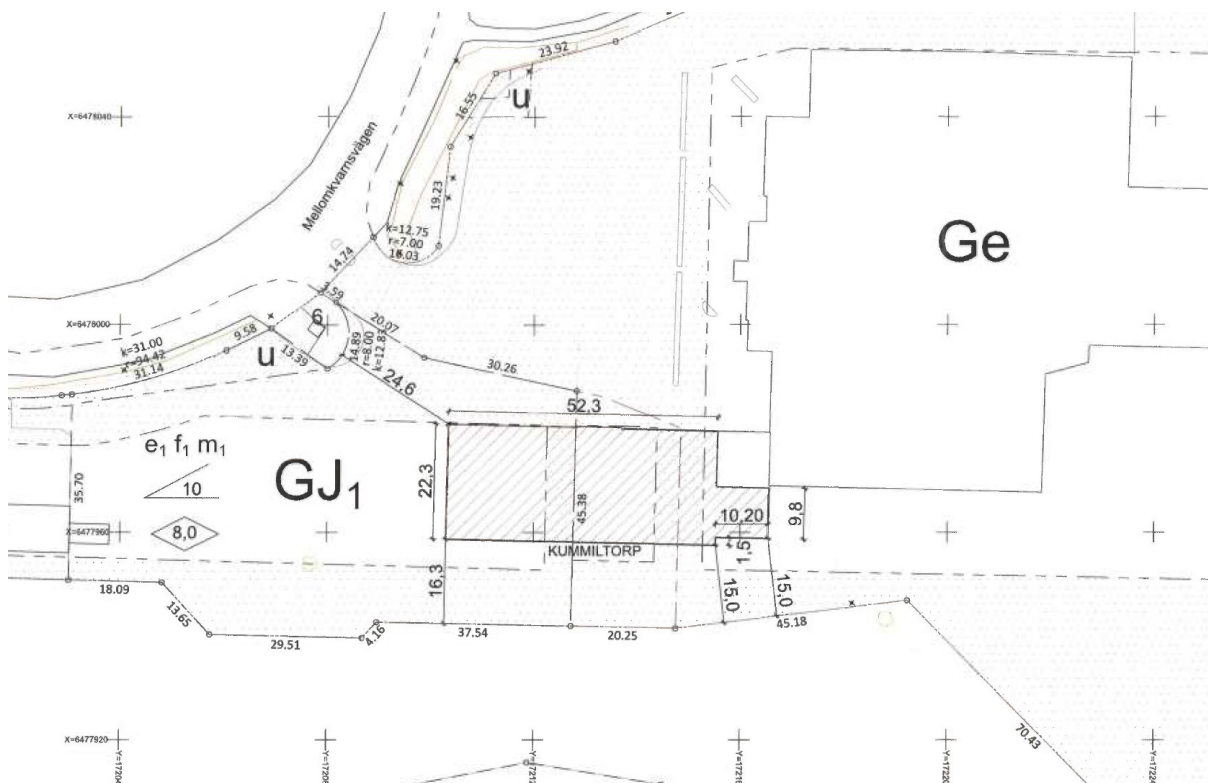 23.92
u
16.55
X=6478040
Mellomkvarnsvägen
19.23
k=12.75
r=7.00
16.03
Ge
14.74
3.59
X=6478000
6
20.07
9.58
14.89
r=8.00
k=12.83
k=31.00
r=94.42
31.14
u
13.39
30.26
24,6
52,3
e1 f1 m1
10
GJ1
35.70
22,3
45.38
10,20
9,8
X=6477960
8,0
KUMMILTORP
1,5
18.09
16,3
15,0
15,0
13.65
37.54
45.18
4.16
20.25
29.51
70.43
X=6477920